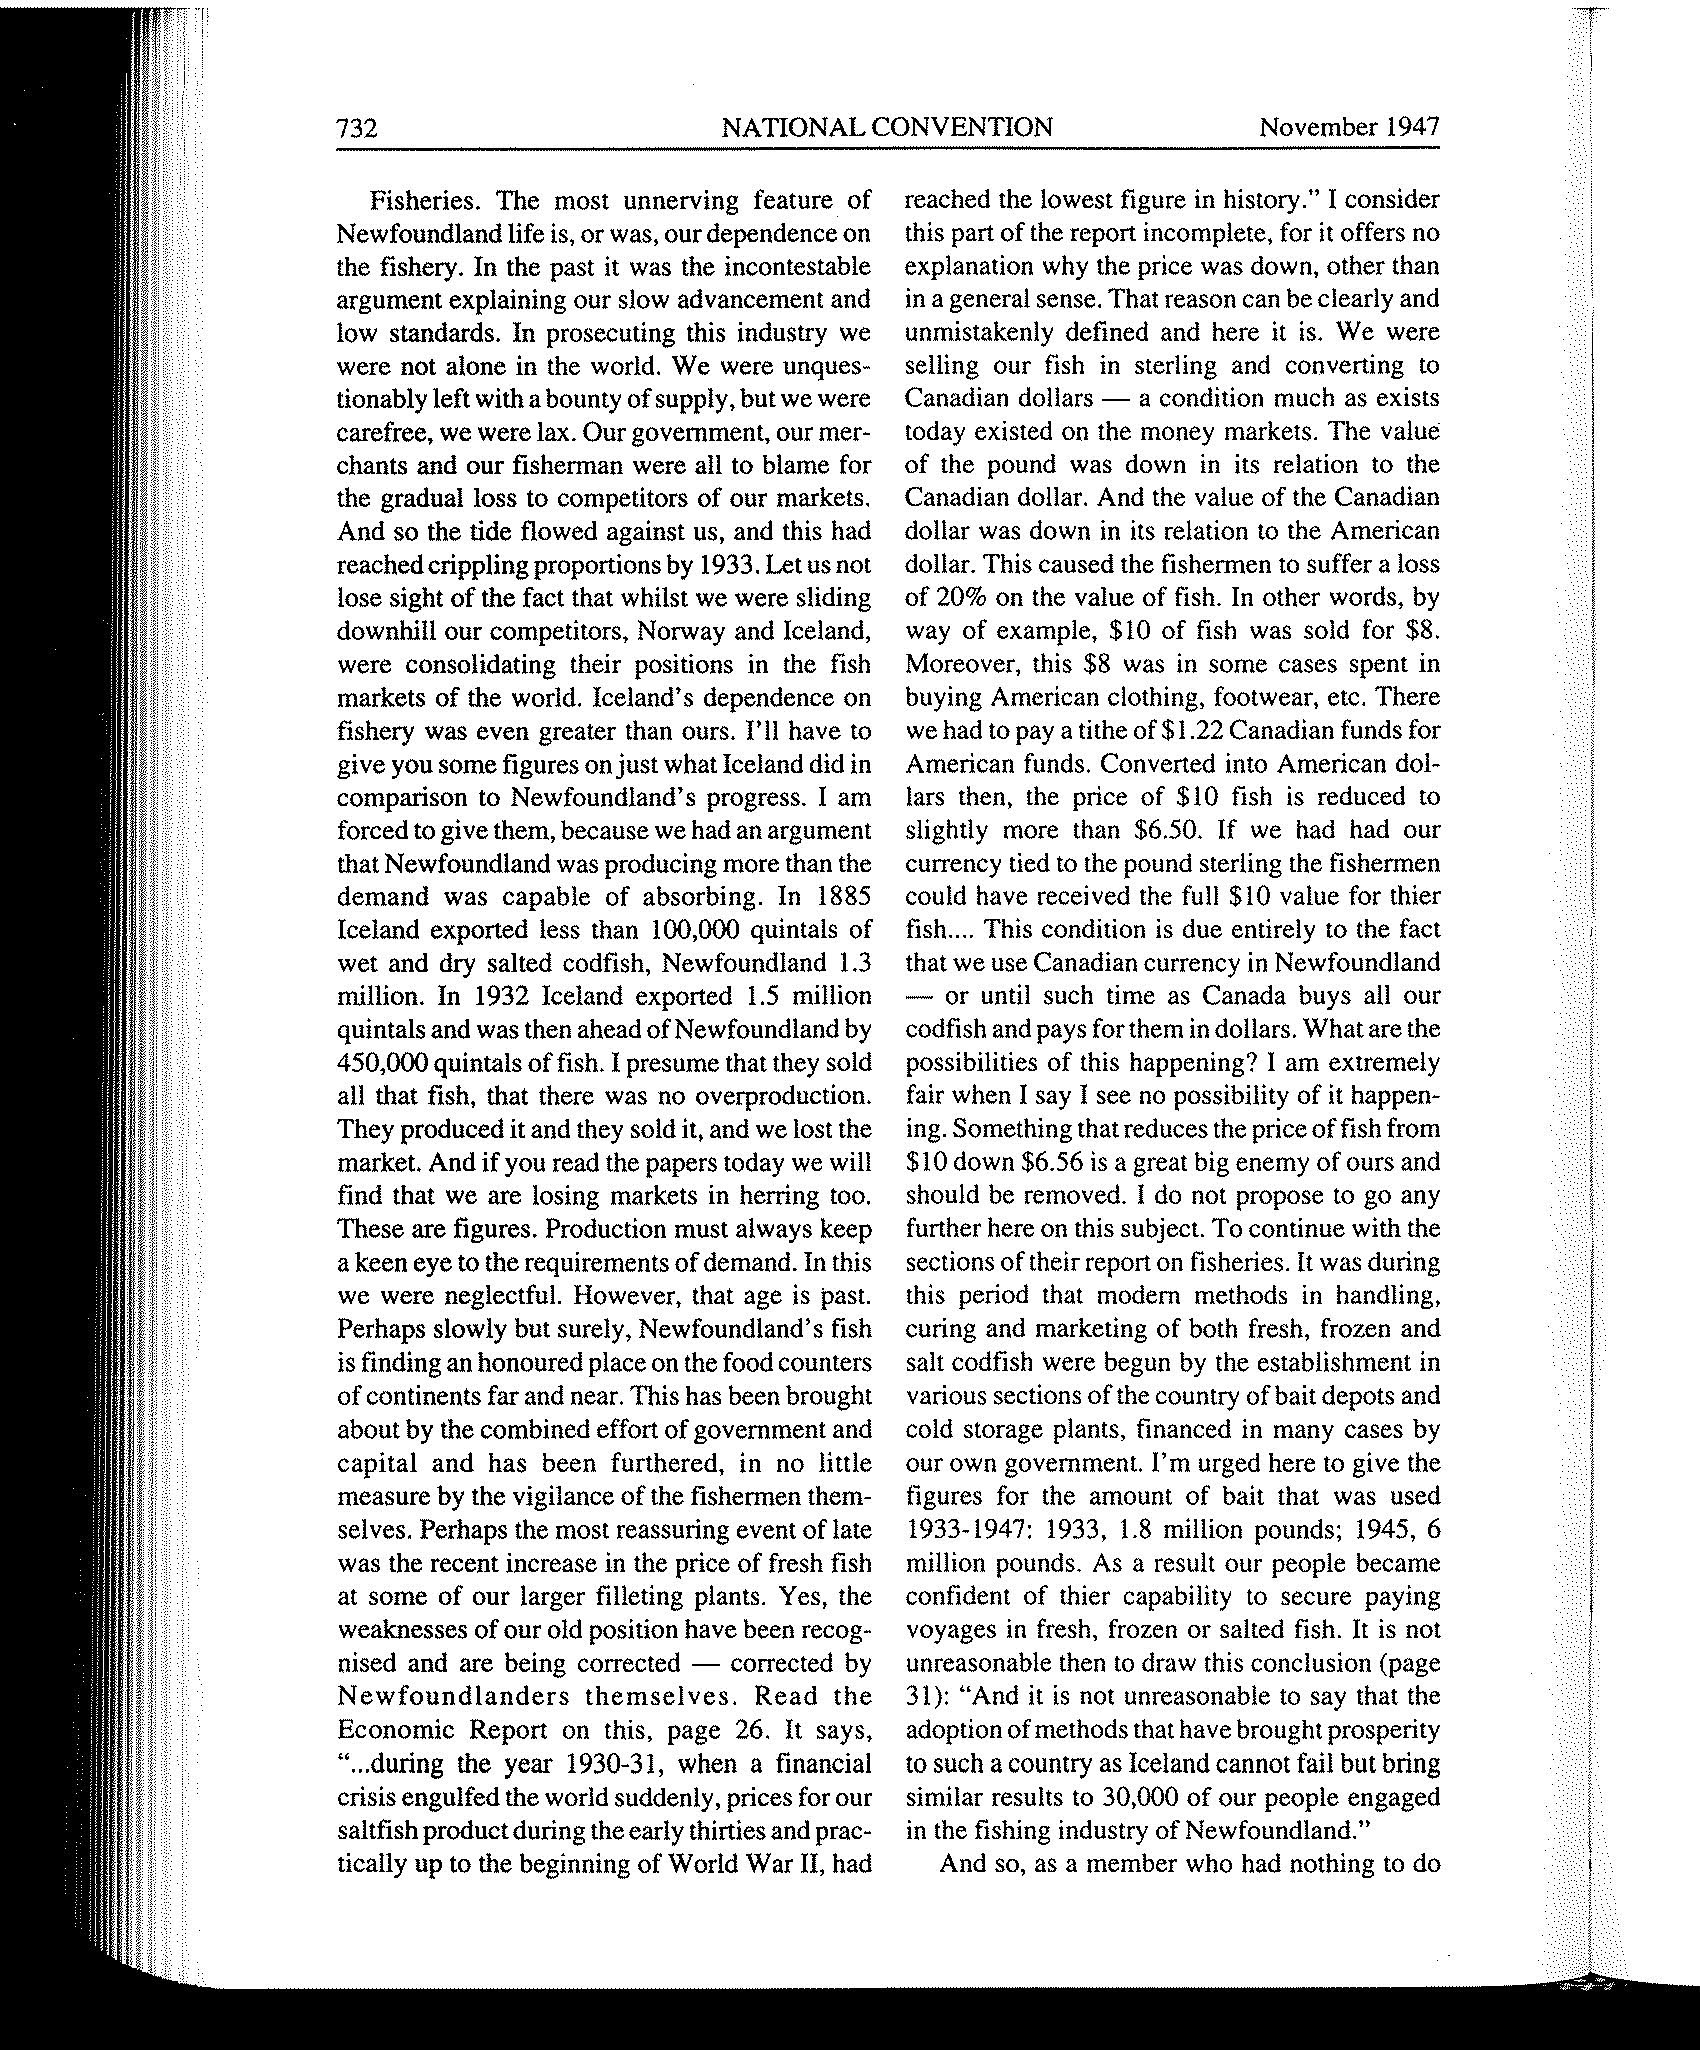 732 NATIONAL CONVENTION November 1947
Fisheries. The most unnerving feature of
Newfoundland life is, or was, our dependence on
the fishery. In the past it was the incontestable
argument explaining our slow advancement and
low standards. In prosecuting this industry we
were not alone in the world. We were unques-
tionably left with a bounty of supply, but we were
carefree, we were lax. Our government, our mer-
chants and our fisherman were all to blame for
the gradual loss to competitors of our markets.
And so the tide flowed against us, and this had
reached crippling proportions by 1933. Let us not
lose sight of the fact that whilst we were sliding
downhill our competitors, Norway and Iceland,
were consolidating their positions in the fish
markets of the world. Iceland's dependence on
fishery was even greater than ours. I'll have to
give you some figures on just what Iceland did in
comparison to Newfoundland's progress. I am
forced to give them, because we had an argument
that Newfoundland was producing more than the
demand was capable of absorbing. In 1885
Iceland exported less than 100,000 quintals of
wet and dry salted codfish, Newfoundland 1.3
million. In 1932 Iceland exported 1.5 million
quintals and was then ahead of Newfoundland by
450,000 quintals of fish. I presume that they sold
all that fish, that there was no overproduction.
They produced it and they sold it, and we lost the
market. And if you read the papers today we will
find that we are losing markets in herring too.
These are figures. Production must always keep
a keen eye to the requirements of demand. In this
we were neglectful. However, that age is past.
Perhaps slowly but surely, Newfoundland's fish
is finding an honoured place on the food counters
of continents far and near. This has been brought
about by the combined effort of government and
capital and has been furthered, in no little
measure by the vigilance of the fishermen them-
selves. Perhaps the most reassuring event of late
was the recent increase in the price of fresh fish
at some of our larger filleting plants. Yes, the
weaknesses of our old position have been recog-
nised and are being corrected — corrected by
Newfoundlanders themselves. Read the
Economic Report on this, page 26. It says,
"...during the year 1930-31, when a financial
crisis engulfed the world suddenly, prices for our
saltfish product during the early thirties and prac-
tically up to the beginning of World War II, had
reached the lowest figure in history." I consider
this part of the report incomplete, for it offers no
explanation why the price was down, other than
in a general sense. That reason can be clearly and
unmistakenly defined and here it is. We were
selling our fish in sterling and converting to
Canadian dollars — a condition much as exists
today existed on the money markets. The value
of the pound was down in its relation to the
Canadian dollar. And the value of the Canadian
dollar was down in its relation to the American
dollar. This caused the fishermen to suffer a loss
of 20% on the value of fish. In other words, by
way of example, $10 of fish was sold for $8.
Moreover, this $8 was in some cases spent in
buying American clothing, footwear, etc. There
we had to pay a tithe of $1.22 Canadian funds for
American funds. Converted into American dol-
lars then, the price of $10 fish is reduced to
slightly more than $6.50. If we had had our
currency tied to the pound sterling the fishermen
could have received the full $10 value for thier
fish.... This condition is due entirely to the fact
that we use Canadian currency in Newfoundland
— or until such time as Canada buys all our
codfish and pays for them in dollars. What are the
possibilities of this happening? I am extremely
fair when I say I see no possibility of it happen-
ing. Something that reduces the price of fish from
$10 down $6.56 is a great big enemy of ours and
should be removed. I do not propose to go any
further here on this subject. To continue with the
sections of their report on fisheries. It was during
this period that modern methods in handling,
curing and marketing of both fresh, frozen and
salt codfish were begun by the establishment in
various sections of the country of bait depots and
cold storage plants, financed in many cases by
our own government. I'm urged here to give the
figures for the amount of bait that was used
1933-1947: 1933, 1.8 million pounds; 1945, 6
million pounds. As a result our people became
confident of thier capability to secure paying
voyages in fresh, frozen or salted fish. It is not
unreasonable then to draw this conclusion (page
31): "And it is not unreasonable to say that the
adoption of methods that have brought prosperity
to such a country as Iceland cannot fail but bring
similar results to 30,000 of our people engaged
in the fishing industry of Newfoundland."
And so, as a member who had nothing to do